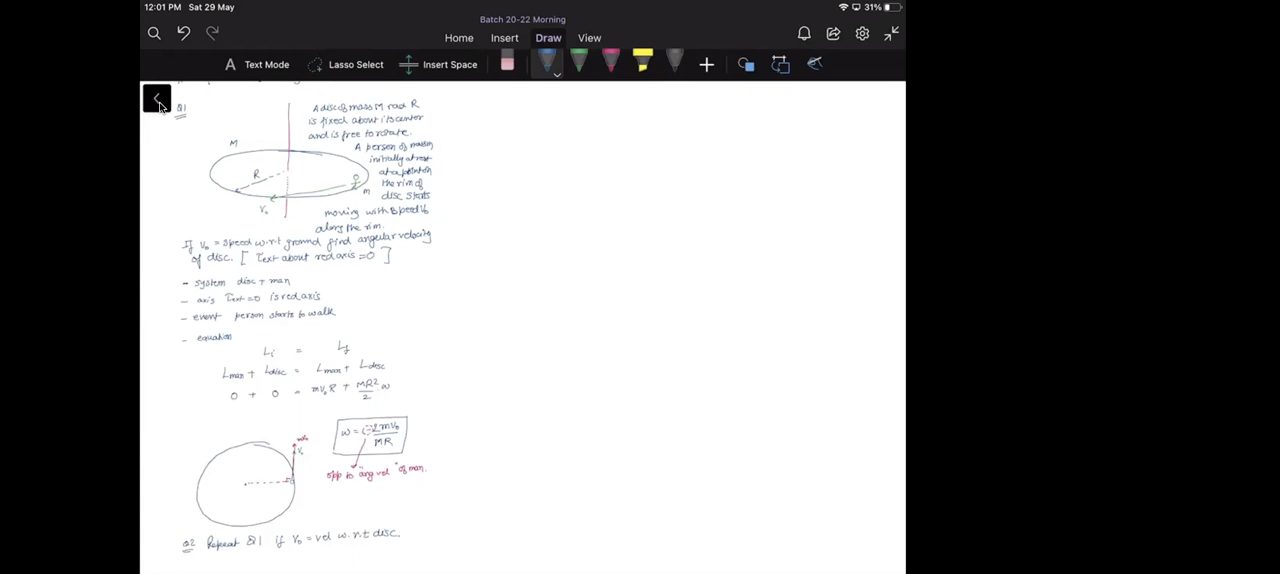 12:01 PM Sat 29 May
31%
Batch 20-22 Morning
Home Insert Draw View
Text Mode Lasso Select Insert Space
Q1
A disc of mass M rad R
is fixed about its center
and is free to rotate.
A person of mass m
initially at rest
at a point on
the rim of
disc starts
moving with speed V₀
along the rim.
M
R
m
V₀
If V₀ = speed w.r.t ground find angular velocity
of disc. [ τext about red axis = 0 ]
- system disc + man
- axis τext = 0 is red axis
- event person starts to walk
- equation
Li = Lf
Lman + Ldisc = Lman + Ldisc
0 + 0 = mV₀R + MR²/2 ω
ω = (-) 2mV₀/MR
opp to "ang vel" of man.
V₀
Q2 Repeat Q1 if V₀ = vel w.r.t disc.